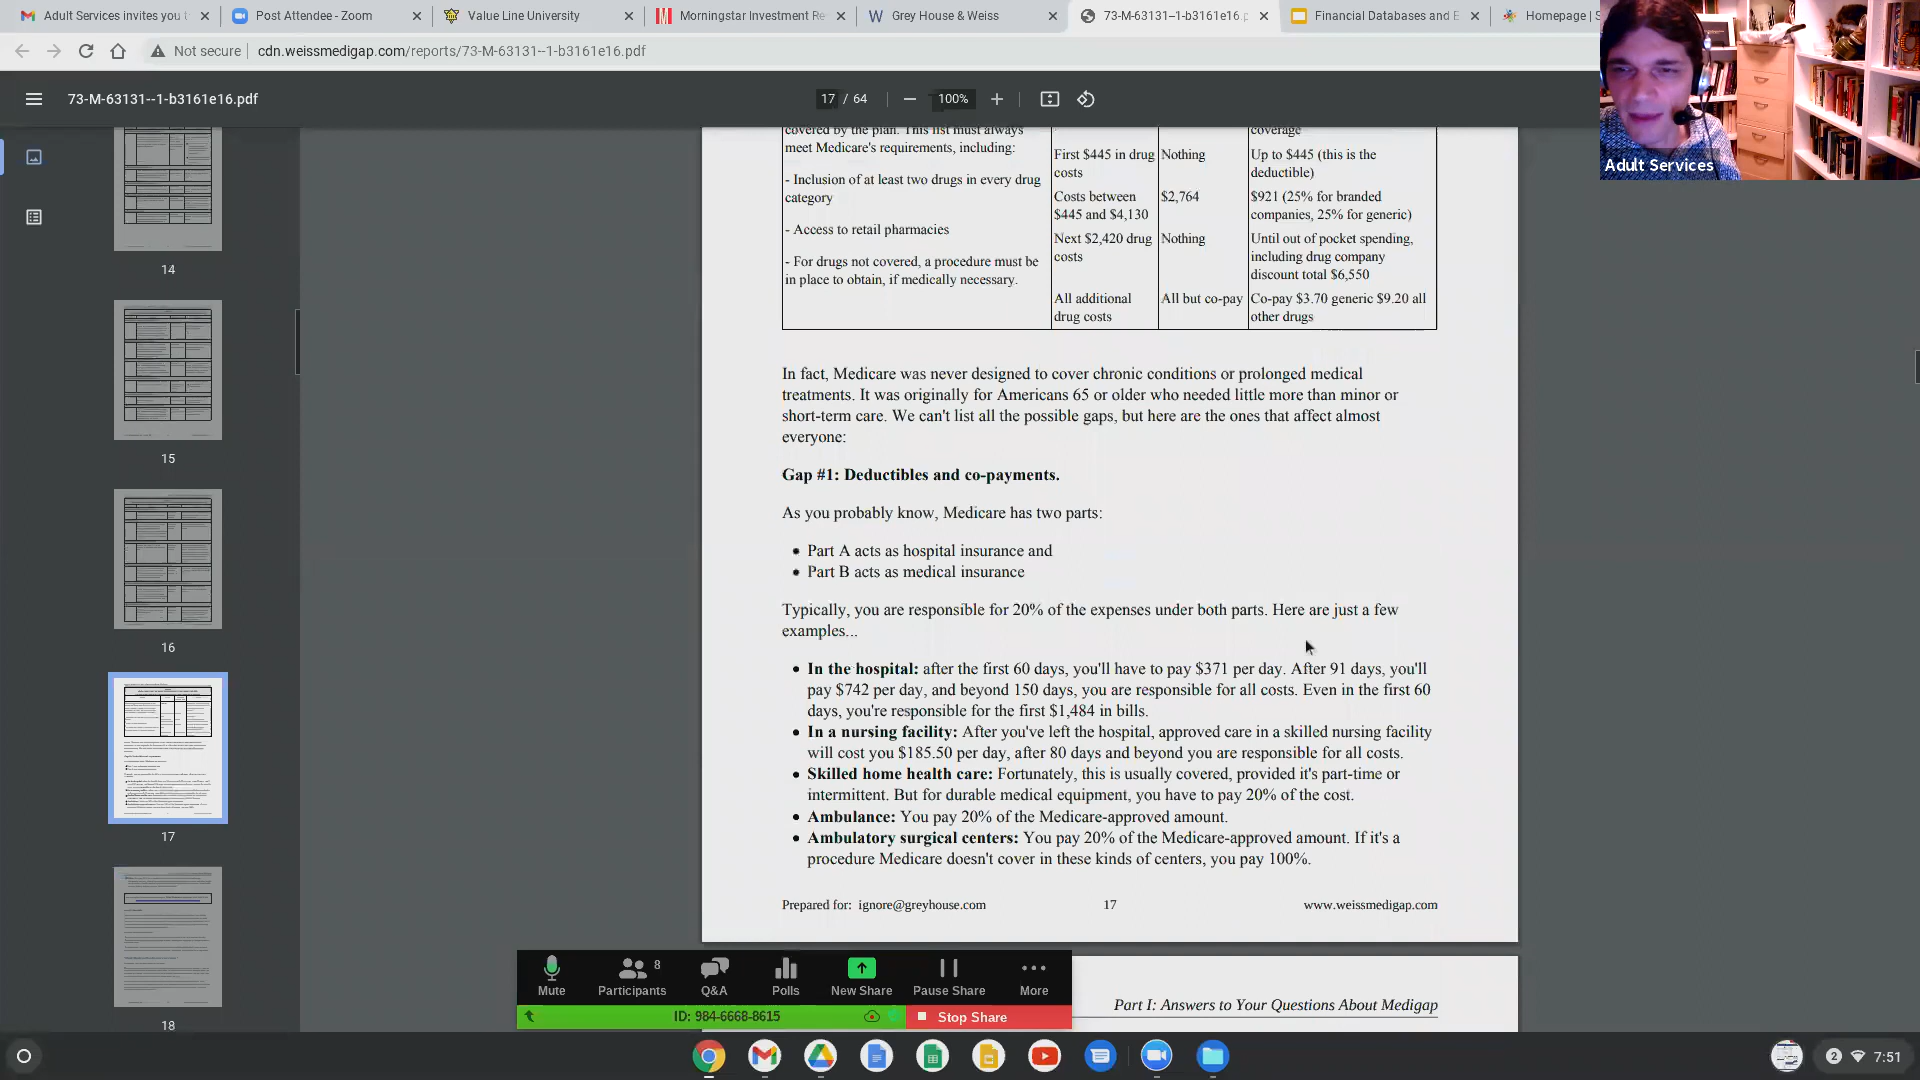 Adult Services invites you t
Post Attendee - Zoom
Value Line University
Morningstar Investment Re
Grey House & Weiss
73-M-63131--1-b3161e16.p
Financial Databases and E
Homepage | S
Not secure
cdn.weissmedigap.com/reports/73-M-63131--1-b3161e16.pdf
73-M-63131--1-b3161e16.pdf
17 / 64
100%
Adult Services
14
15
16
17
18
covered by the plan. This list must always
meet Medicare's requirements, including:
- Inclusion of at least two drugs in every drug
category
- Access to retail pharmacies
- For drugs not covered, a procedure must be
in place to obtain, if medically necessary.
coverage
First $445 in drug
costs
Nothing
Up to $445 (this is the
deductible)
Costs between
$445 and $4,130
$2,764
$921 (25% for branded
companies, 25% for generic)
Next $2,420 drug
costs
Nothing
Until out of pocket spending,
including drug company
discount total $6,550
All additional
drug costs
All but co-pay
Co-pay $3.70 generic $9.20 all
other drugs
In fact, Medicare was never designed to cover chronic conditions or prolonged medical
treatments. It was originally for Americans 65 or older who needed little more than minor or
short-term care. We can't list all the possible gaps, but here are the ones that affect almost
everyone:
Gap #1: Deductibles and co-payments.
As you probably know, Medicare has two parts:
• Part A acts as hospital insurance and
• Part B acts as medical insurance
Typically, you are responsible for 20% of the expenses under both parts. Here are just a few
examples...
• In the hospital: after the first 60 days, you'll have to pay $371 per day. After 91 days, you'll
pay $742 per day, and beyond 150 days, you are responsible for all costs. Even in the first 60
days, you're responsible for the first $1,484 in bills.
• In a nursing facility: After you've left the hospital, approved care in a skilled nursing facility
will cost you $185.50 per day, after 80 days and beyond you are responsible for all costs.
• Skilled home health care: Fortunately, this is usually covered, provided it's part-time or
intermittent. But for durable medical equipment, you have to pay 20% of the cost.
• Ambulance: You pay 20% of the Medicare-approved amount.
• Ambulatory surgical centers: You pay 20% of the Medicare-approved amount. If it's a
procedure Medicare doesn't cover in these kinds of centers, you pay 100%.
Prepared for: ignore@greyhouse.com
17
www.weissmedigap.com
Part I: Answers to Your Questions About Medigap
Mute
Participants
8
Q&A
Polls
New Share
Pause Share
More
ID: 984-6668-8615
Stop Share
2
7:51